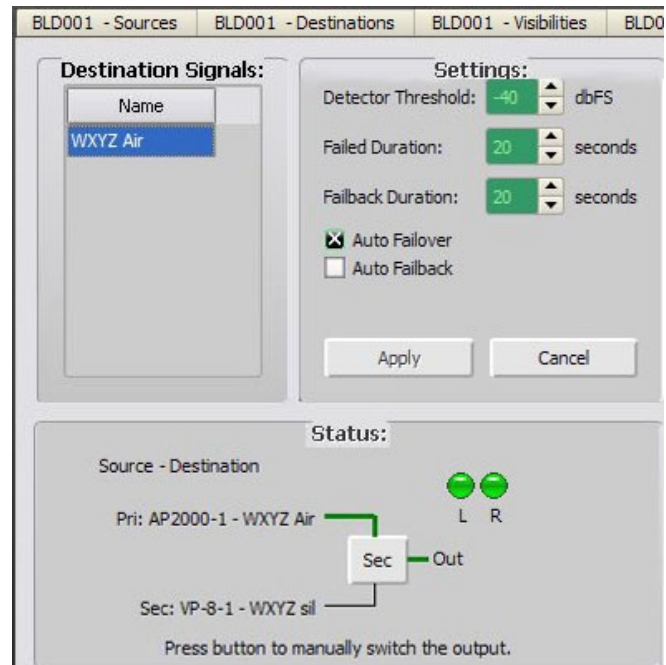 BLD001 - Sources BLD001 - Destinations BLD001 - Visibilities BLD0
Destination Signals:
Name
WXYZ Air
Settings:
Detector Threshold: -40 dbFS
Failed Duration: 20 seconds
Failback Duration: 20 seconds
Auto Failover
Auto Failback
Apply Cancel
Status:
Source - Destination
L R
Pri: AP2000-1 - WXYZ Air
Sec Out
Sec: VP-8-1 - WXYZ sil
Press button to manually switch the output.